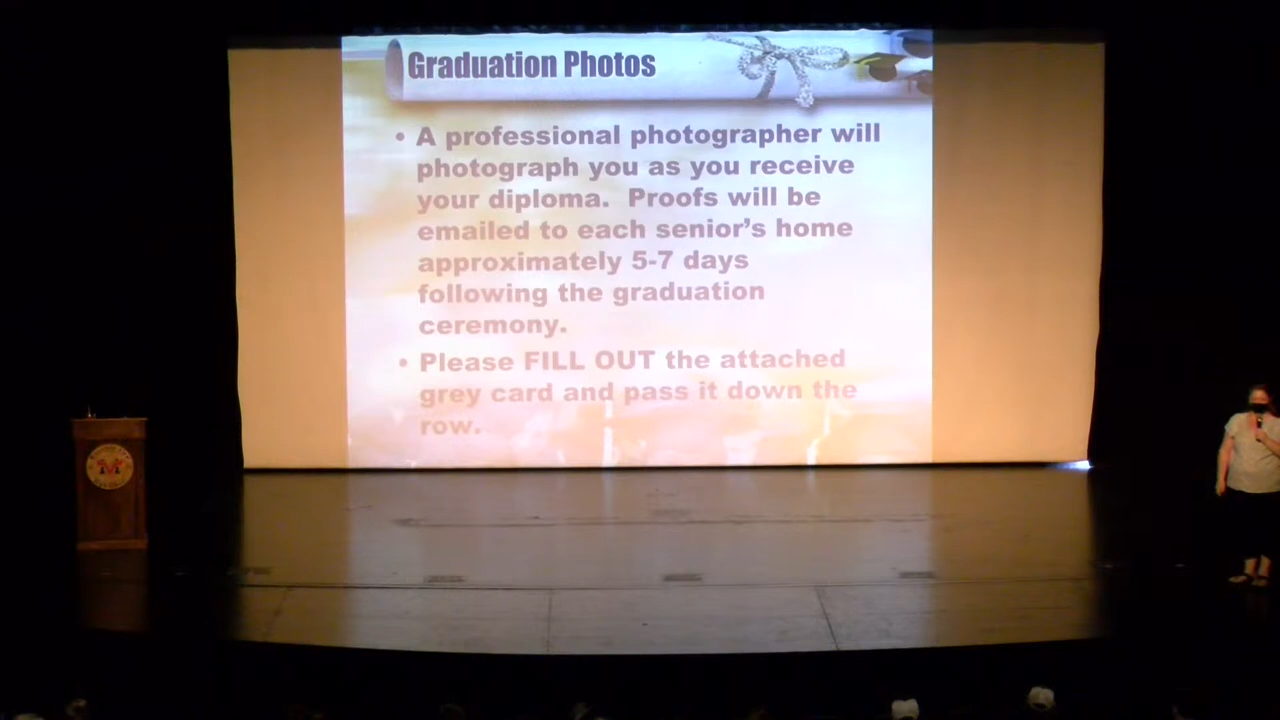 Graduation Photos
• A professional photographer will
photograph you as you receive
your diploma.  Proofs will be
emailed to each senior’s home
approximately 5-7 days
following the graduation
ceremony.
• Please FILL OUT the attached
grey card and pass it down the
row.